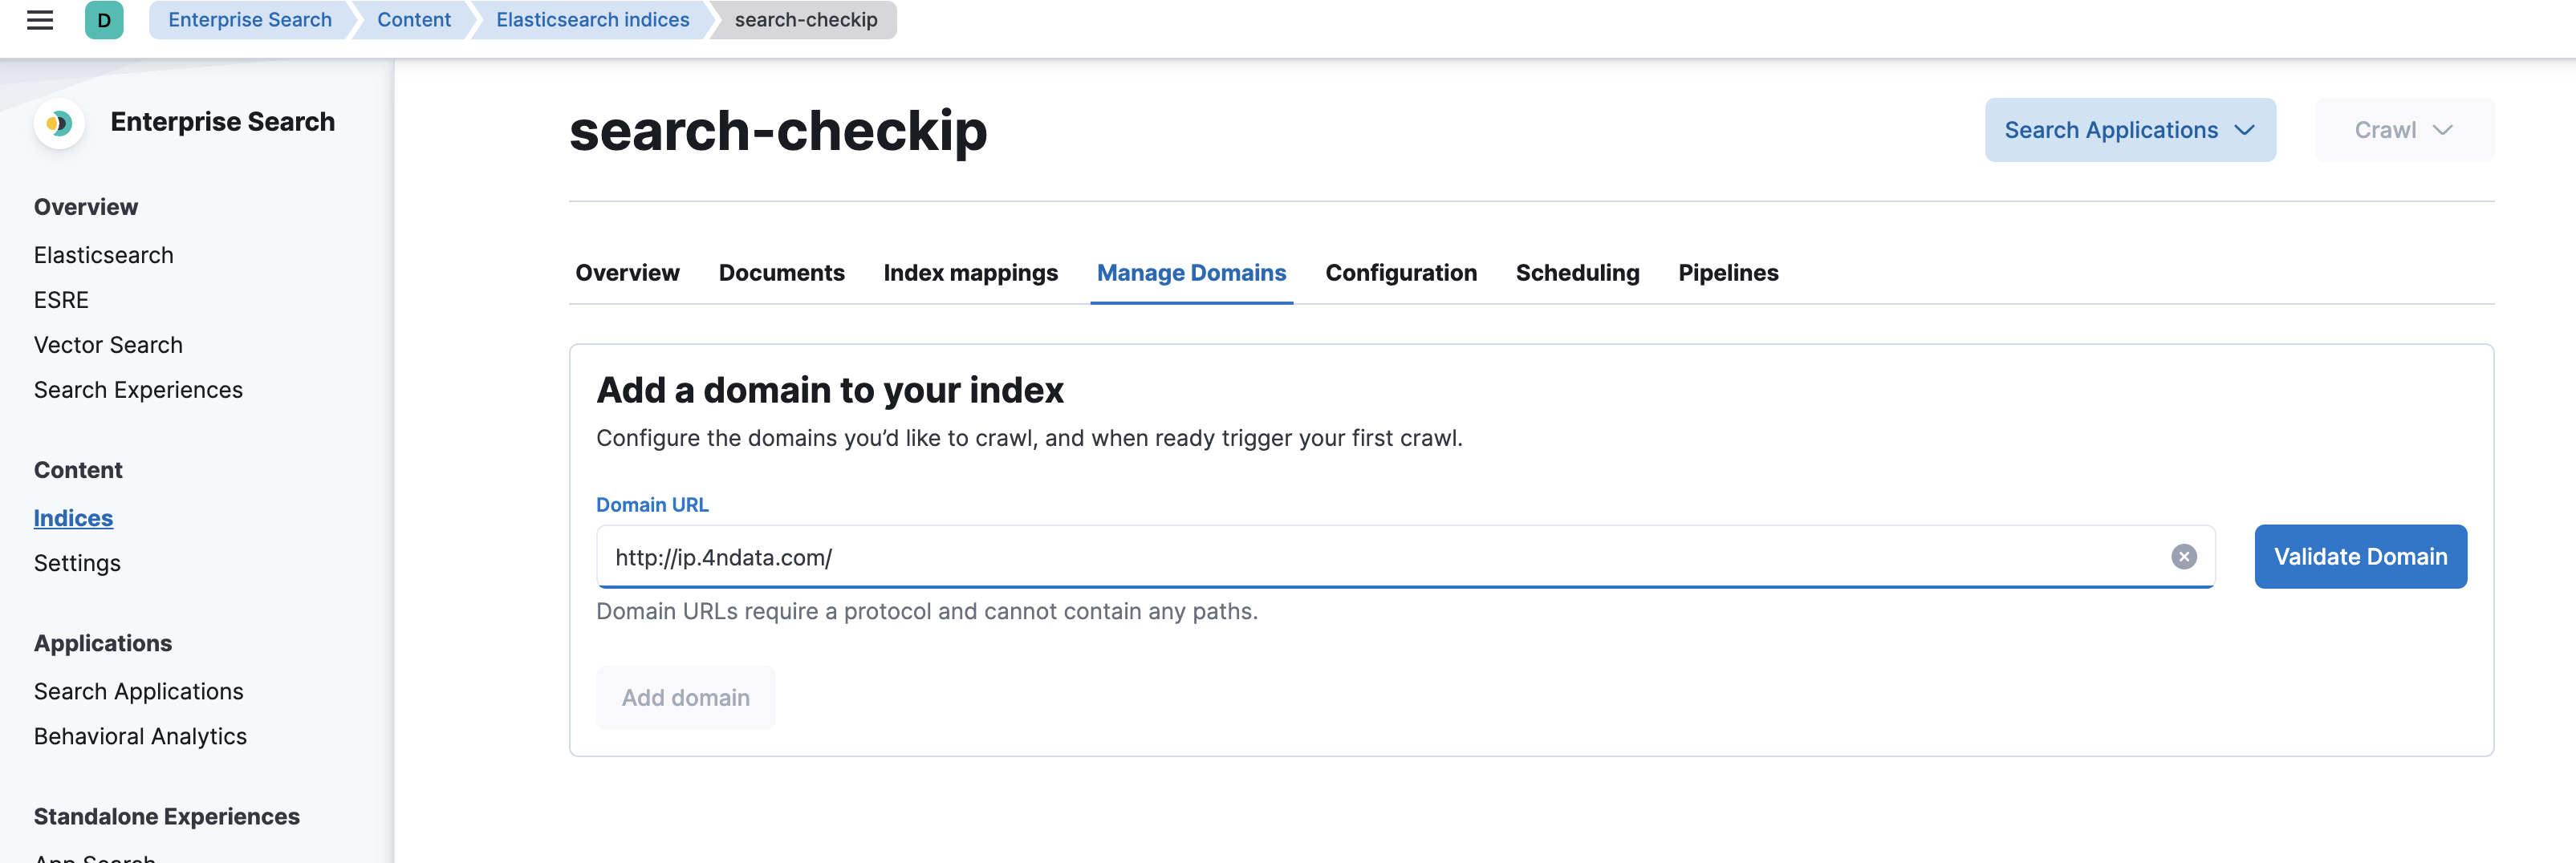 D
Enterprise Search
Content
Elasticsearch indices
search-checkip
Enterprise Search
Overview
Elasticsearch
ESRE
Vector Search
Search Experiences
Content
Indices
Settings
Applications
Search Applications
Behavioral Analytics
Standalone Experiences
App Search
search-checkip
Search Applications
Crawl
Overview
Documents
Index mappings
Manage Domains
Configuration
Scheduling
Pipelines
Add a domain to your index
Configure the domains you’d like to crawl, and when ready trigger your first crawl.
Domain URL
http://ip.4ndata.com/
Validate Domain
Domain URLs require a protocol and cannot contain any paths.
Add domain